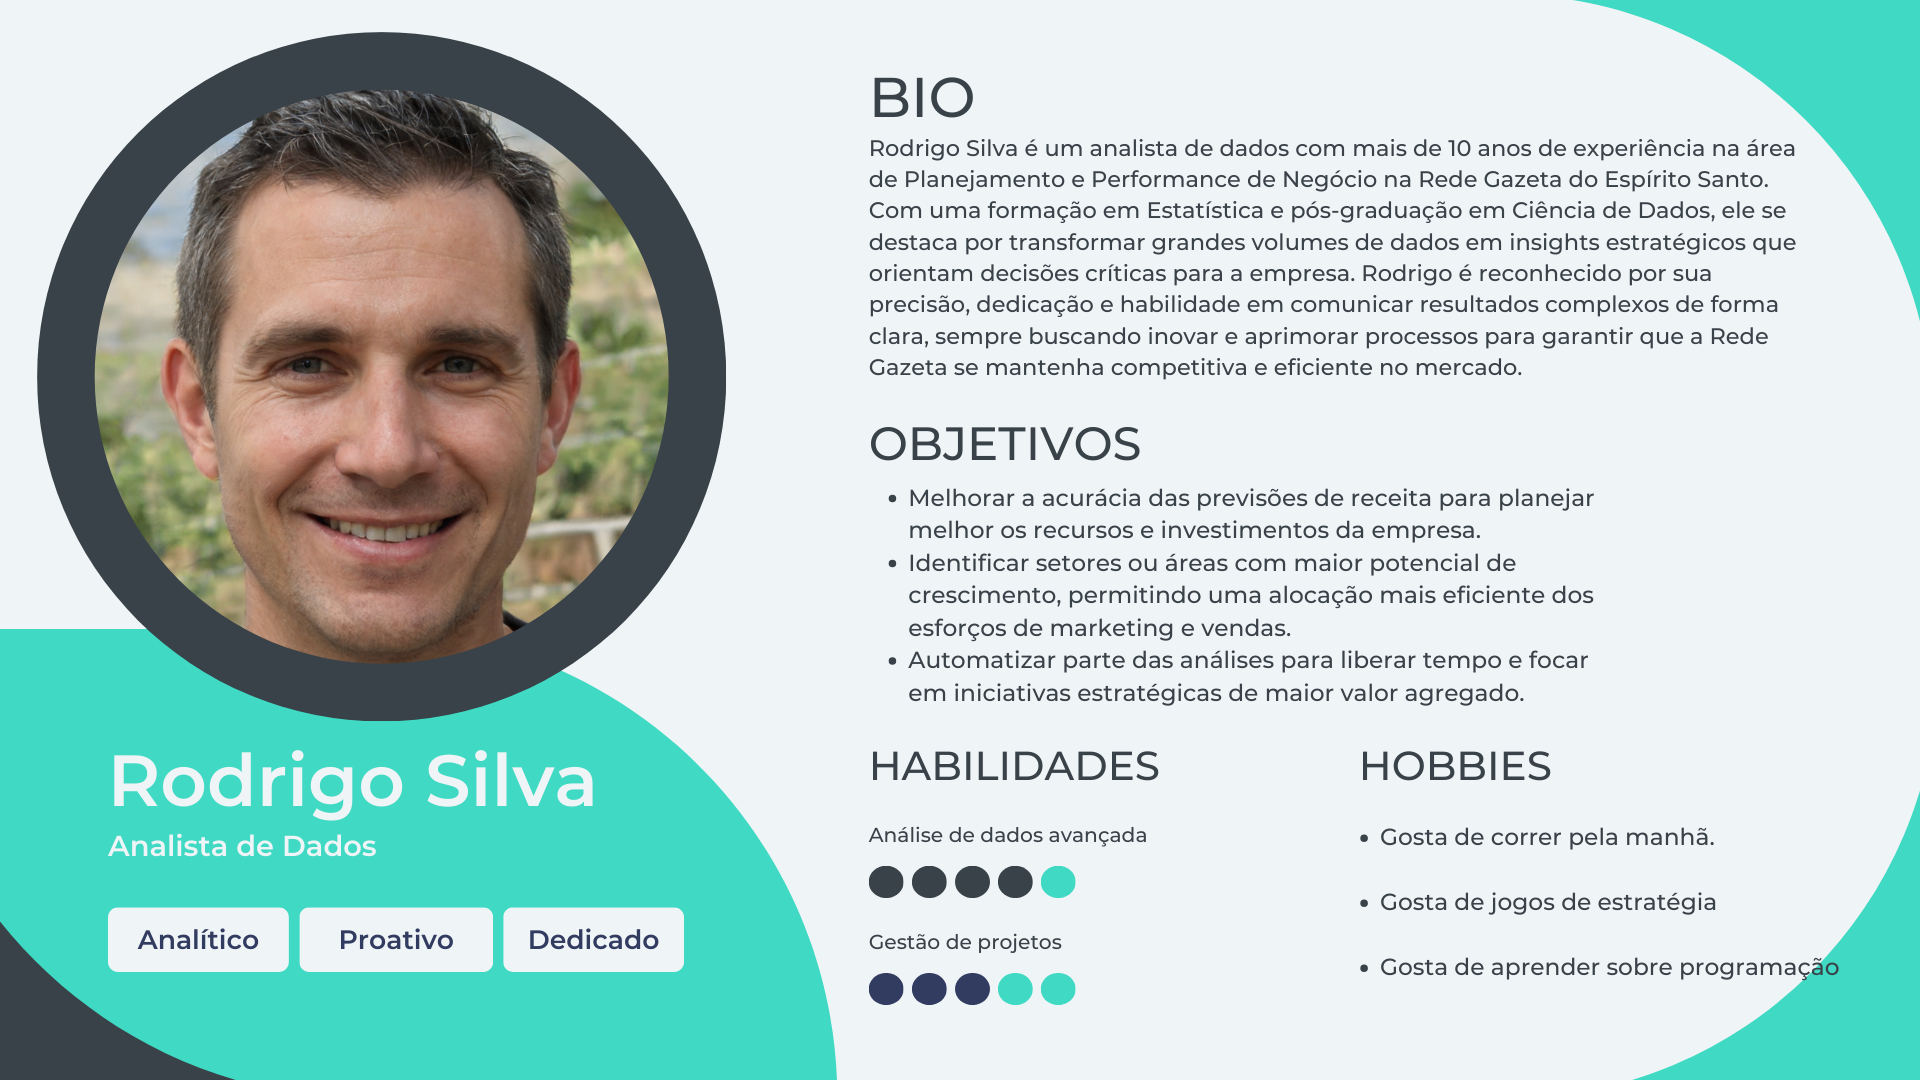 Rodrigo Silva
Analista de Dados
Analítico
Proativo
Dedicado
BIO
Rodrigo Silva é um analista de dados com mais de 10 anos de experiência na área
de Planejamento e Performance de Negócio na Rede Gazeta do Espírito Santo.
Com uma formação em Estatística e pós-graduação em Ciência de Dados, ele se
destaca por transformar grandes volumes de dados em insights estratégicos que
orientam decisões críticas para a empresa. Rodrigo é reconhecido por sua
precisão, dedicação e habilidade em comunicar resultados complexos de forma
clara, sempre buscando inovar e aprimorar processos para garantir que a Rede
Gazeta se mantenha competitiva e eficiente no mercado.
OBJETIVOS
• Melhorar a acurácia das previsões de receita para planejar
melhor os recursos e investimentos da empresa.
• Identificar setores ou áreas com maior potencial de
crescimento, permitindo uma alocação mais eficiente dos
esforços de marketing e vendas.
• Automatizar parte das análises para liberar tempo e focar
em iniciativas estratégicas de maior valor agregado.
HABILIDADES
Análise de dados avançada
Gestão de projetos
HOBBIES
• Gosta de correr pela manhã.
• Gosta de jogos de estratégia
• Gosta de aprender sobre programação